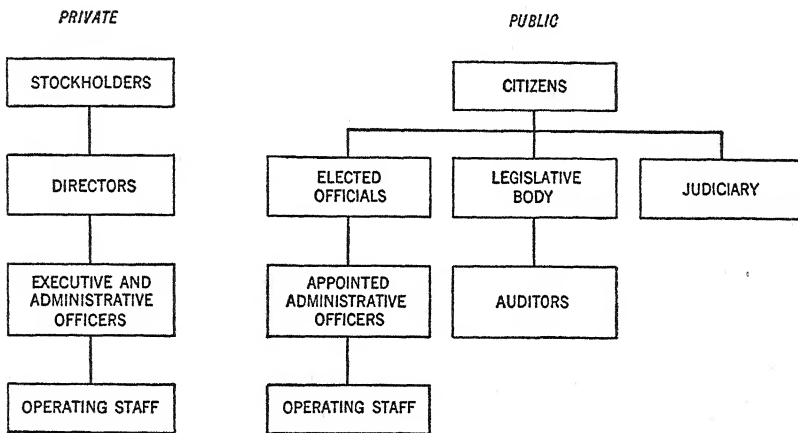 PRIVATE
STOCKHOLDERS
DIRECTORS
EXECUTIVE AND
ADMINISTRATIVE
OFFICERS
OPERATING STAFF
PUBLIC
CITIZENS
ELECTED
OFFICIALS
LEGISLATIVE
BODY
JUDICIARY
APPOINTED
ADMINISTRATIVE
OFFICERS
AUDITORS
OPERATING STAFF